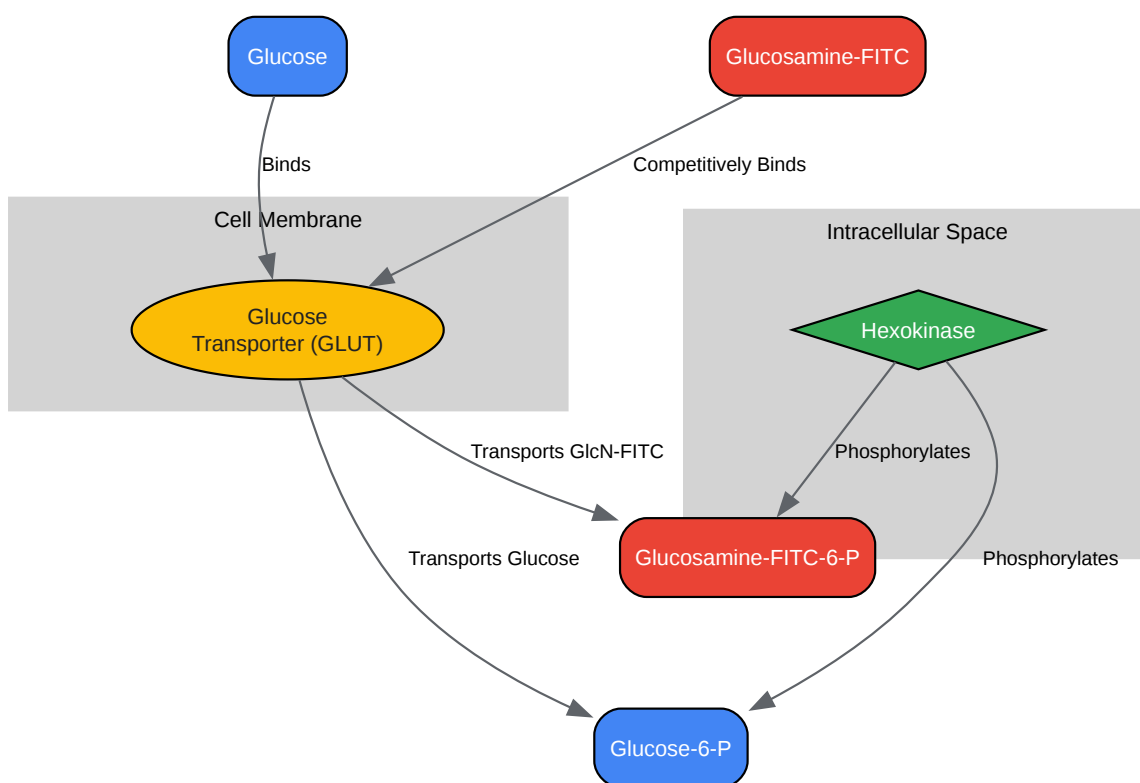 Glucose
Glucosamine-FITC
Binds
Competitively Binds
Cell Membrane
Intracellular Space
Glucose
Transporter (GLUT)
Hexokinase
Transports GlcN-FITC
Phosphorylates
Transports Glucose
Glucosamine-FITC-6-P
Phosphorylates
Glucose-6-P